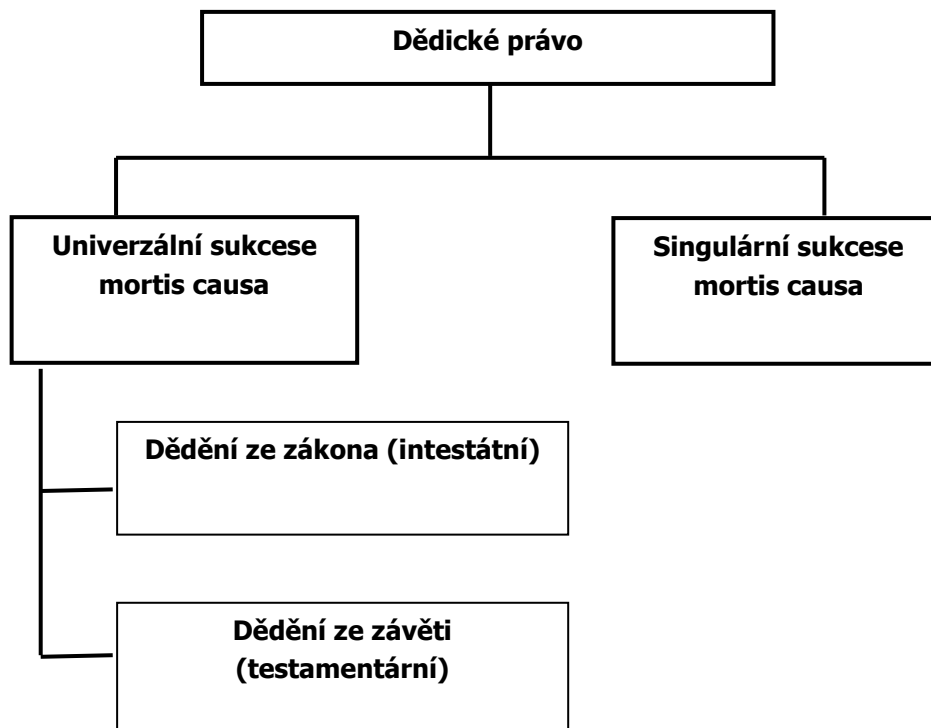 Dědické právo
Univerzální sukcese
mortis causa
Singulární sukcese
mortis causa
Dědění ze zákona (intestátní)
Dědění ze závěti
(testamentární)